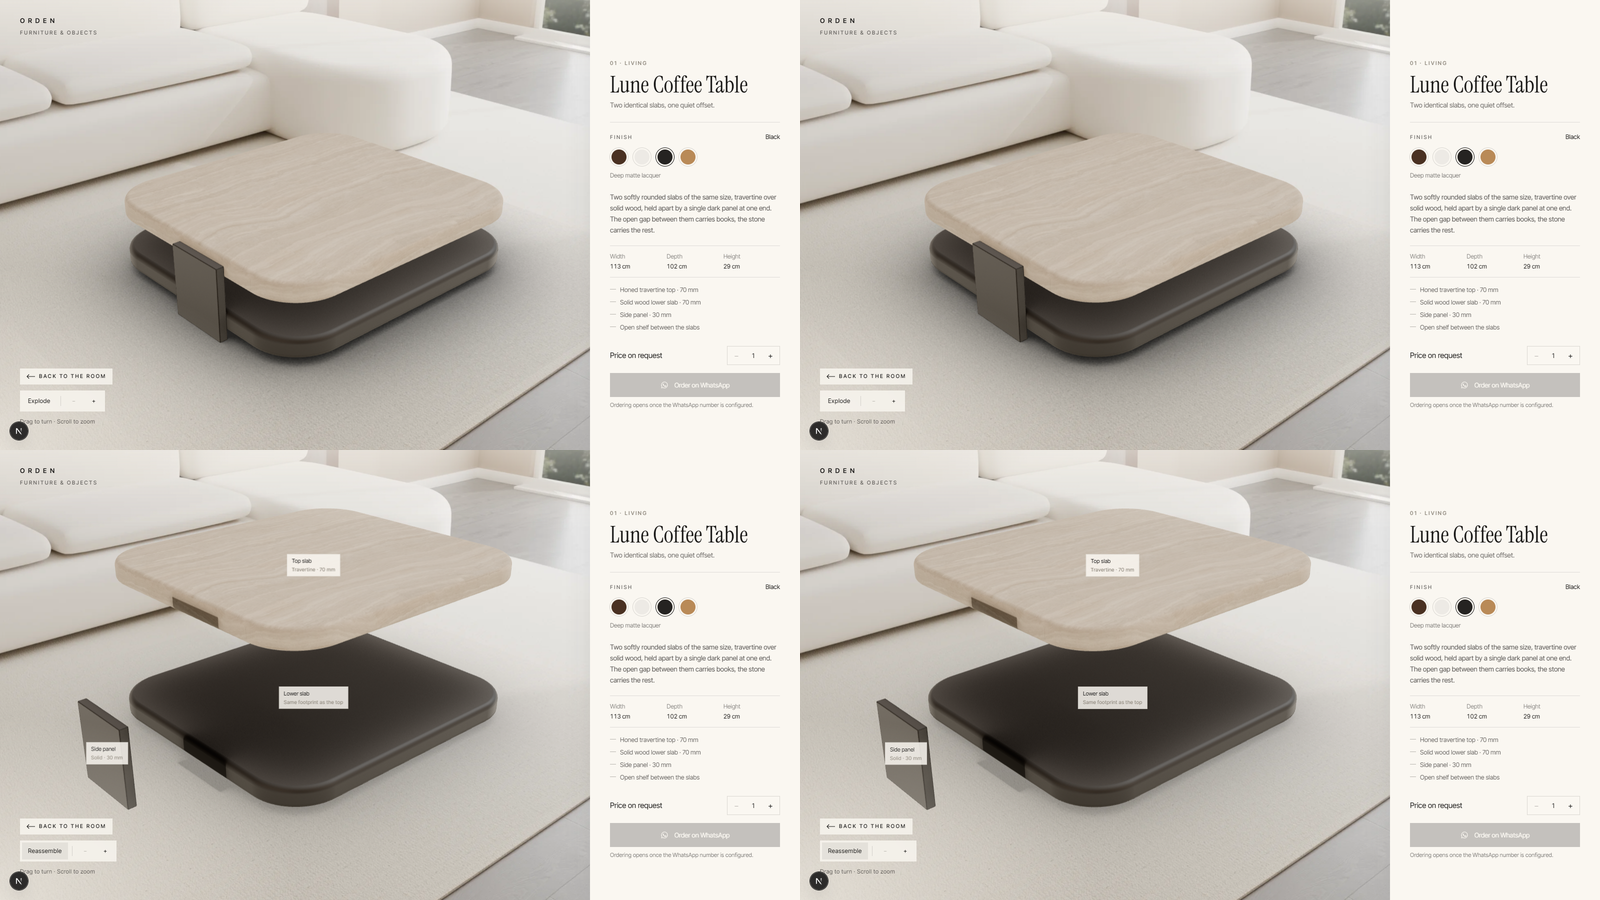 ORDEN
FURNITURE & OBJECTS
BACK TO THE ROOM
Explode - +
Drag to turn · Scroll to zoom
N
01 · LIVING
Lune Coffee Table
Two identical slabs, one quiet offset.
FINISH Black
Deep matte lacquer
Two softly rounded slabs of the same size, travertine over
solid wood, held apart by a single dark panel at one end.
The open gap between them carries books, the stone
carries the rest.
Width Depth Height
113 cm 102 cm 29 cm
— Honed travertine top · 70 mm
— Solid wood lower slab · 70 mm
— Side panel · 30 mm
— Open shelf between the slabs
Price on request - 1 +
Order on WhatsApp
Ordering opens once the WhatsApp number is configured.
ORDEN
FURNITURE & OBJECTS
BACK TO THE ROOM
Explode - +
Drag to turn · Scroll to zoom
N
01 · LIVING
Lune Coffee Table
Two identical slabs, one quiet offset.
FINISH Black
Deep matte lacquer
Two softly rounded slabs of the same size, travertine over
solid wood, held apart by a single dark panel at one end.
The open gap between them carries books, the stone
carries the rest.
Width Depth Height
113 cm 102 cm 29 cm
— Honed travertine top · 70 mm
— Solid wood lower slab · 70 mm
— Side panel · 30 mm
— Open shelf between the slabs
Price on request - 1 +
Order on WhatsApp
Ordering opens once the WhatsApp number is configured.
ORDEN
FURNITURE & OBJECTS
Top slab
Travertine · 70 mm
Lower slab
Same footprint as the top
Side panel
Solid · 30 mm
BACK TO THE ROOM
Reassemble - +
Drag to turn · Scroll to zoom
N
01 · LIVING
Lune Coffee Table
Two identical slabs, one quiet offset.
FINISH Black
Deep matte lacquer
Two softly rounded slabs of the same size, travertine over
solid wood, held apart by a single dark panel at one end.
The open gap between them carries books, the stone
carries the rest.
Width Depth Height
113 cm 102 cm 29 cm
— Honed travertine top · 70 mm
— Solid wood lower slab · 70 mm
— Side panel · 30 mm
— Open shelf between the slabs
Price on request - 1 +
Order on WhatsApp
Ordering opens once the WhatsApp number is configured.
ORDEN
FURNITURE & OBJECTS
Top slab
Travertine · 70 mm
Lower slab
Same footprint as the top
Side panel
Solid · 30 mm
BACK TO THE ROOM
Reassemble - +
Drag to turn · Scroll to zoom
N
01 · LIVING
Lune Coffee Table
Two identical slabs, one quiet offset.
FINISH Black
Deep matte lacquer
Two softly rounded slabs of the same size, travertine over
solid wood, held apart by a single dark panel at one end.
The open gap between them carries books, the stone
carries the rest.
Width Depth Height
113 cm 102 cm 29 cm
— Honed travertine top · 70 mm
— Solid wood lower slab · 70 mm
— Side panel · 30 mm
— Open shelf between the slabs
Price on request - 1 +
Order on WhatsApp
Ordering opens once the WhatsApp number is configured.